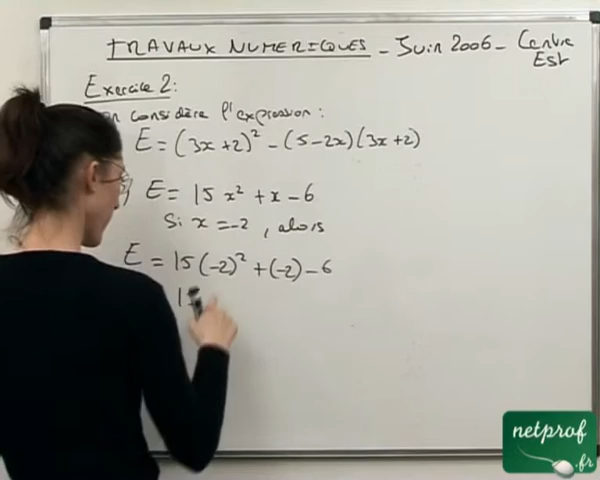 TRAVAUX NUMERIQUES - Juin 2006 - Centre
Est
Exercice 2:
on considère l'expression:
E = (3x+2)² - (5-2x)(3x+2)
) E = 15x² + x - 6
Si x = -2, alors
E = 15(-2)² + (-2) - 6
15
netprof
.fr